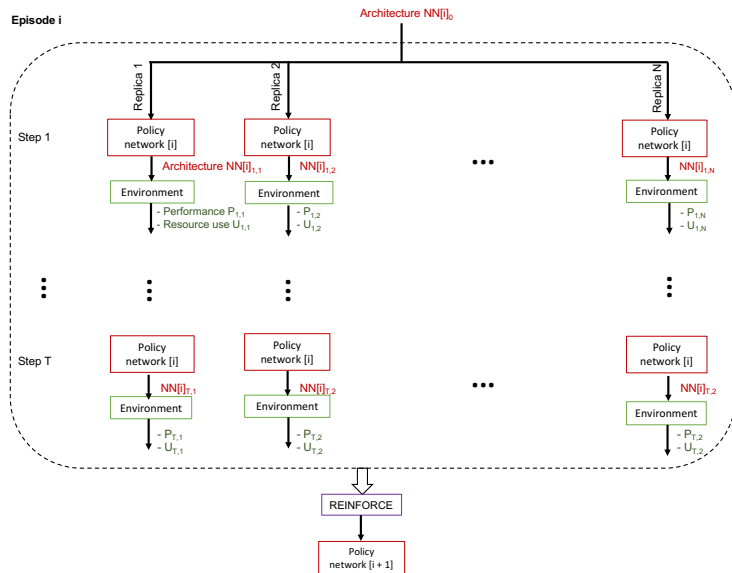 Episode i
Architecture NN[i]0
Replica 1
Replica 2
Replica N
Step 1
Policy
network [i]
Policy
network [i]
Policy
network [i]
Architecture NN[i]1,1
NN[i]1,2
NN[i]1,N
Environment
Environment
Environment
- Performance P1,1
- Resource use U1,1
- P1,2
- U1,2
- P1,N
- U1,N
Step T
Policy
network [i]
Policy
network [i]
Policy
network [i]
NN[i]T,1
NN[i]T,2
NN[i]T,2
Environment
Environment
Environment
- PT,1
- UT,1
- PT,2
- UT,2
- PT,2
- UT,2
REINFORCE
Policy
network [i + 1]